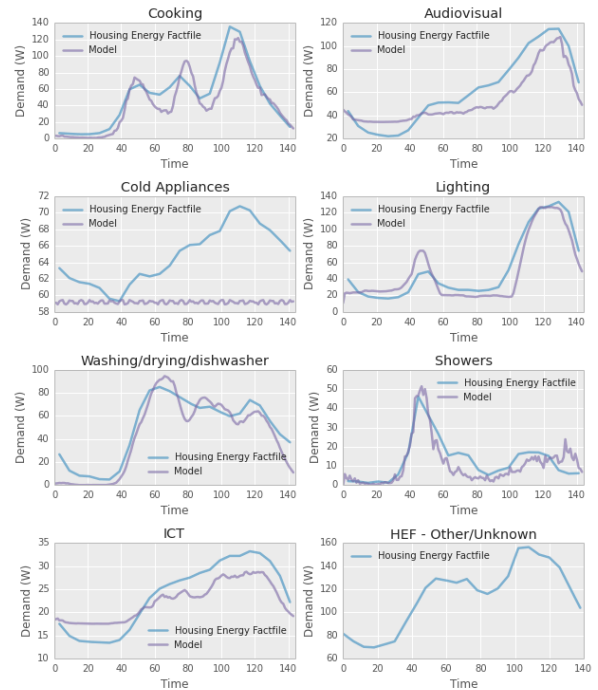 Cooking
Demand (W)
140
120
100
80
60
40
20
0
Housing Energy Factfile
Model
0 20 40 60 80 100 120 140
Time
Audiovisual
Demand (W)
120
100
80
60
40
20
Housing Energy Factfile
Model
0 20 40 60 80 100 120 140
Time
Cold Appliances
Demand (W)
72
70
68
66
64
62
60
58
Housing Energy Factfile
Model
0 20 40 60 80 100 120 140
Time
Lighting
Demand (W)
140
120
100
80
60
40
20
0
Housing Energy Factfile
Model
0 20 40 60 80 100 120 140
Time
Washing/drying/dishwasher
Demand (W)
100
80
60
40
20
0
Housing Energy Factfile
Model
0 20 40 60 80 100 120 140
Time
Showers
Demand (W)
60
50
40
30
20
10
0
Housing Energy Factfile
Model
0 20 40 60 80 100 120 140
Time
ICT
Demand (W)
35
30
25
20
15
10
Housing Energy Factfile
Model
0 20 40 60 80 100 120 140
Time
HEF - Other/Unknown
Demand (W)
160
140
120
100
80
60
Housing Energy Factfile
0 20 40 60 80 100 120 140
Time